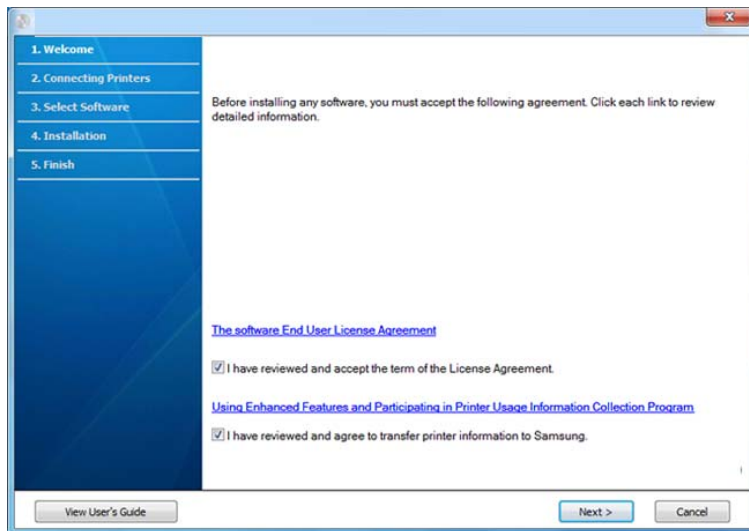 1. Welcome
2. Connecting Printers
3. Select Software
4. Installation
5. Finish
Before installing any software, you must accept the following agreement. Click each link to review
detailed information.
The software End User License Agreement
I have reviewed and accept the term of the License Agreement.
Using Enhanced Features and Participating in Printer Usage Information Collection Program
I have reviewed and agree to transfer printer information to Samsung.
View User's Guide
Next >
Cancel